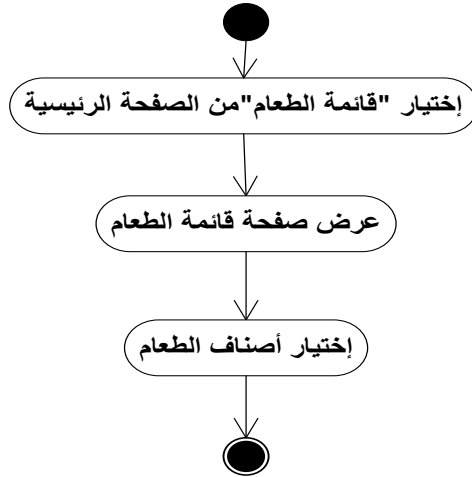 إختيار "قائمة الطعام"من الصفحة الرئيسية
عرض صفحة قائمة الطعام
إختيار أصناف الطعام